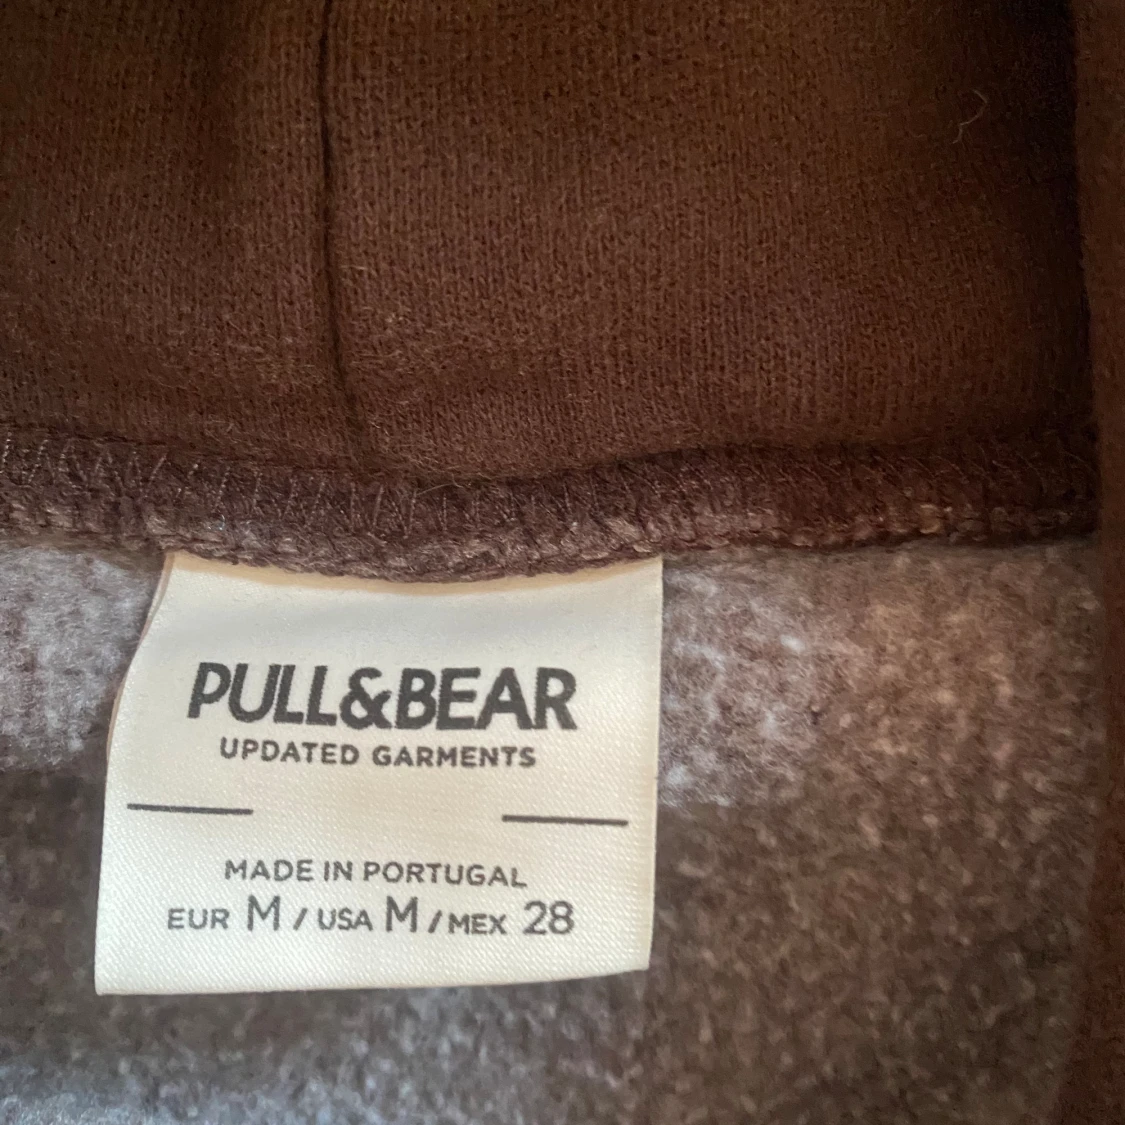 PULL&BEAR
UPDATED GARMENTS
MADE IN PORTUGAL
EUR M / USA M / MEX 28